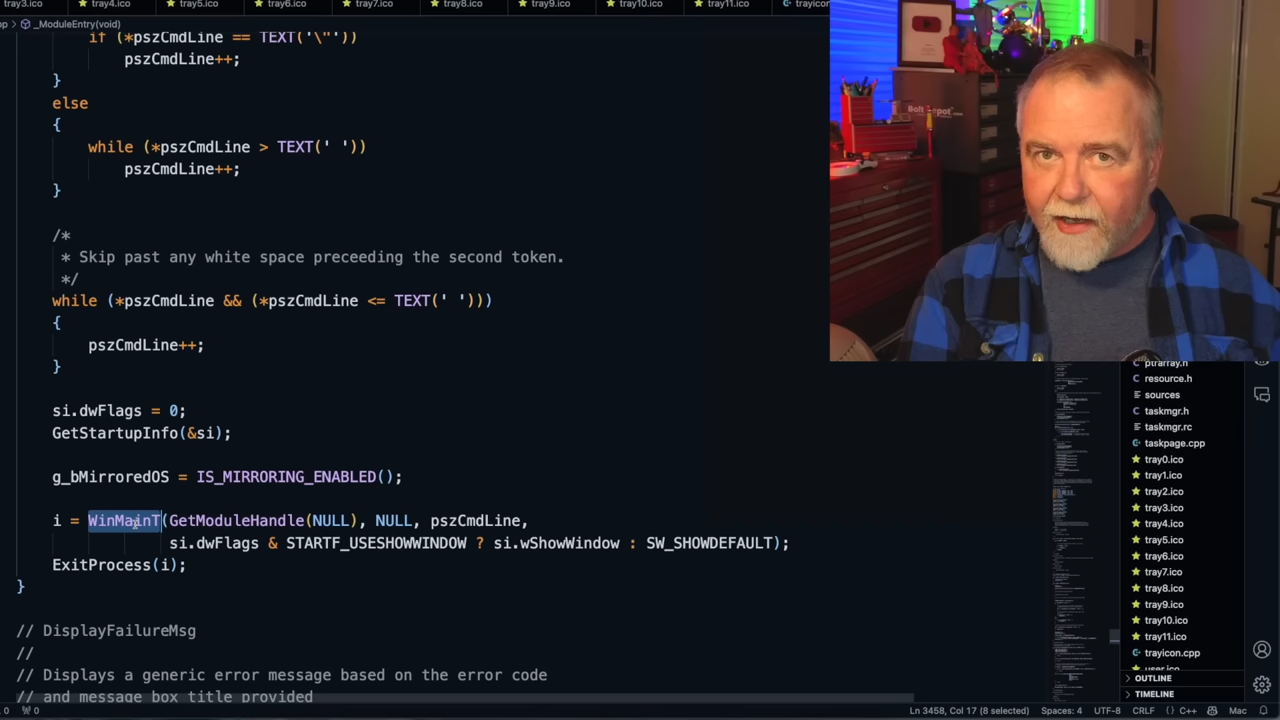 tray3.ico tray4.ico tray5.ico tray6.ico tray7.ico tray8.ico tray9.ico tray10.ico tray11.ico
_ModuleEntry(void)
if (*pszCmdLine == TEXT('\"'))
pszCmdLine++;
}
else
{
while (*pszCmdLine > TEXT(' '))
pszCmdLine++;
}
/*
* Skip past any white space preceeding the second token.
*/
while (*pszCmdLine && (*pszCmdLine <= TEXT(' ')))
{
pszCmdLine++;
}
si.dwFlags = 0;
GetStartupInfo(&si);
g_bMirroredOS = IS_MIRRORING_ENABLED();
i = WinMainT(GetModuleHandle(NULL), NULL, pszCmdLine,
si.dwFlags & STARTF_USESHOWWINDOW ? si.wShowWindow : SW_SHOWDEFAULT);
ExitProcess(i);
}
// DisplayFailureMsg
//
// Displays a generic error message based on the error code
// and message box title provided
Bolt Depot.com
ptrarray.h
resource.h
sources
taskmgr.h
taskmgr.rc
taskpage.cpp
tray0.ico
tray1.ico
tray2.ico
tray3.ico
tray4.ico
tray5.ico
tray6.ico
tray7.ico
tray8.ico
tray9.ico
tray10.ico
tray11.ico
trayicon.cpp
OUTLINE
TIMELINE
0 0 Ln 3458, Col 17 (8 selected) Spaces: 4 UTF-8 CRLF {} C++ Mac